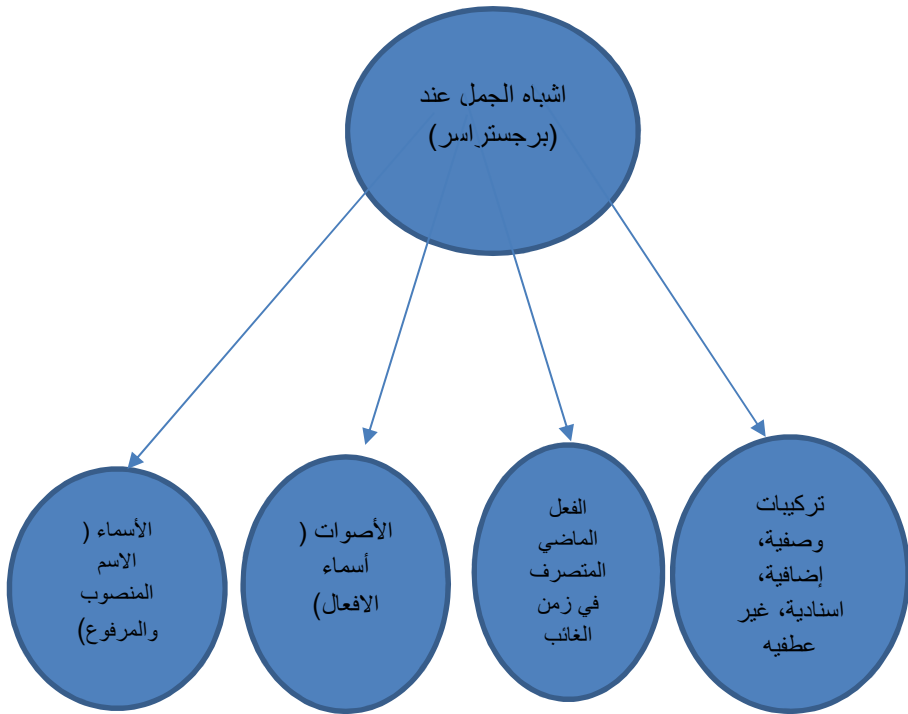 اشباه الجمل عند
(برجستراسر)
تركيبات
وصفية،
إضافية،
اسنادية، غير
عطفيه
الفعل
الماضي
المتصرف
في زمن
الغائب
الأصوات (
أسماء
الافعال)
الأسماء (
الاسم
المنصوب
والمرفوع)